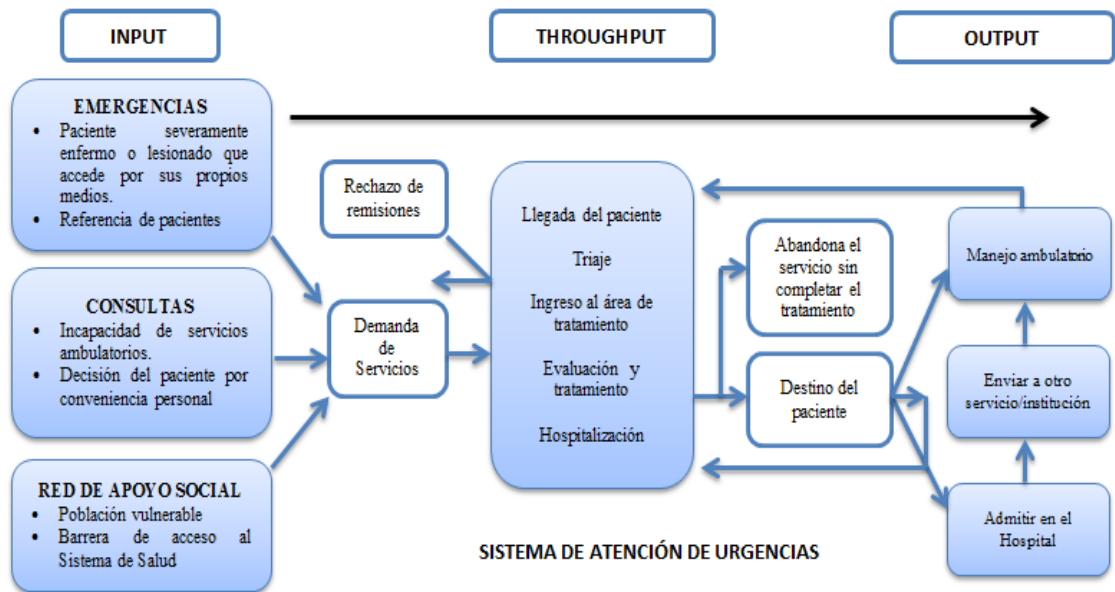 INPUT
THROUGHPUT
OUTPUT
EMERGENCIAS
• Paciente severamente
enfermo o lesionado que
accede por sus propios
medios.
• Referencia de pacientes
CONSULTAS
• Incapacidad de servicios
ambulatorios.
• Decisión del paciente por
conveniencia personal
RED DE APOYO SOCIAL
• Población vulnerable
• Barrera de acceso al
Sistema de Salud
Rechazo de
remisiones
Demanda
de
Servicios
Llegada del paciente
Triaje
Ingreso al área de
tratamiento
Evaluación y
tratamiento
Hospitalización
Abandona el
servicio sin
completar el
tratamiento
Destino del
paciente
Manejo ambulatorio
Enviar a otro
servicio/institución
Admitir en el
Hospital
SISTEMA DE ATENCIÓN DE URGENCIAS